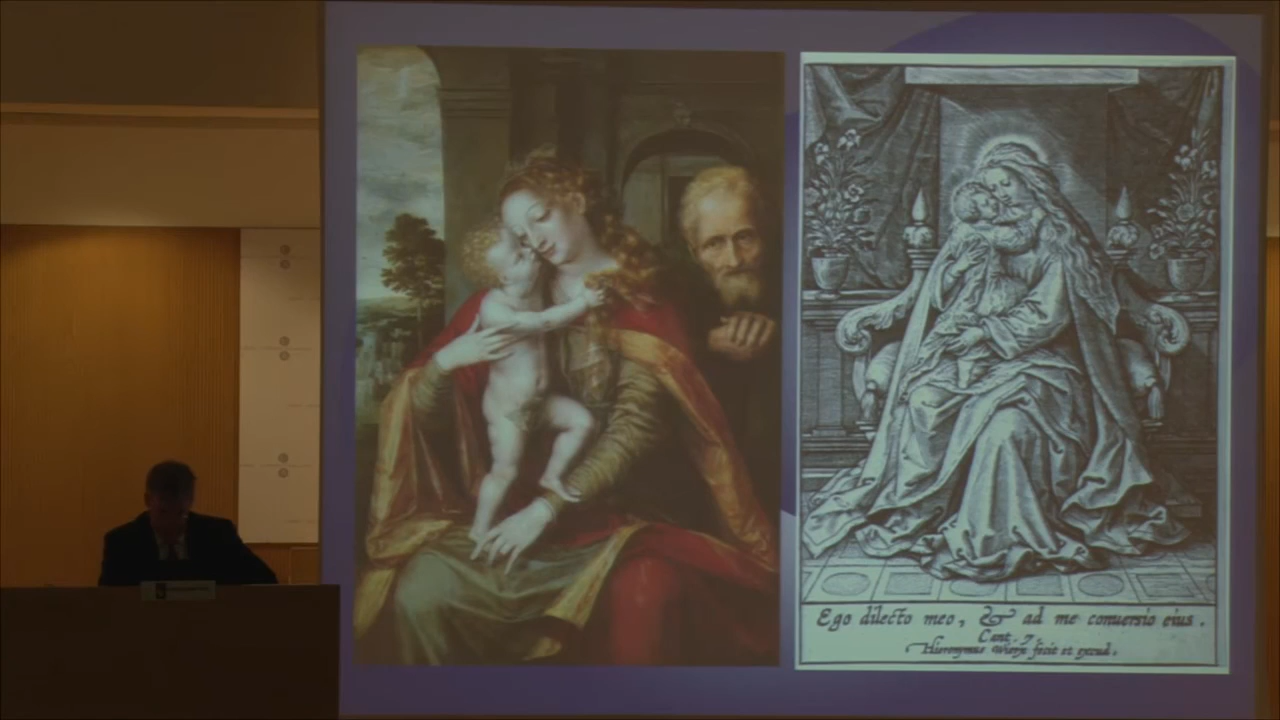 Ego dilecto meo, & ad me conuersio eius.
Cant. 7.
Hieronymus Wierx fecit et excud.